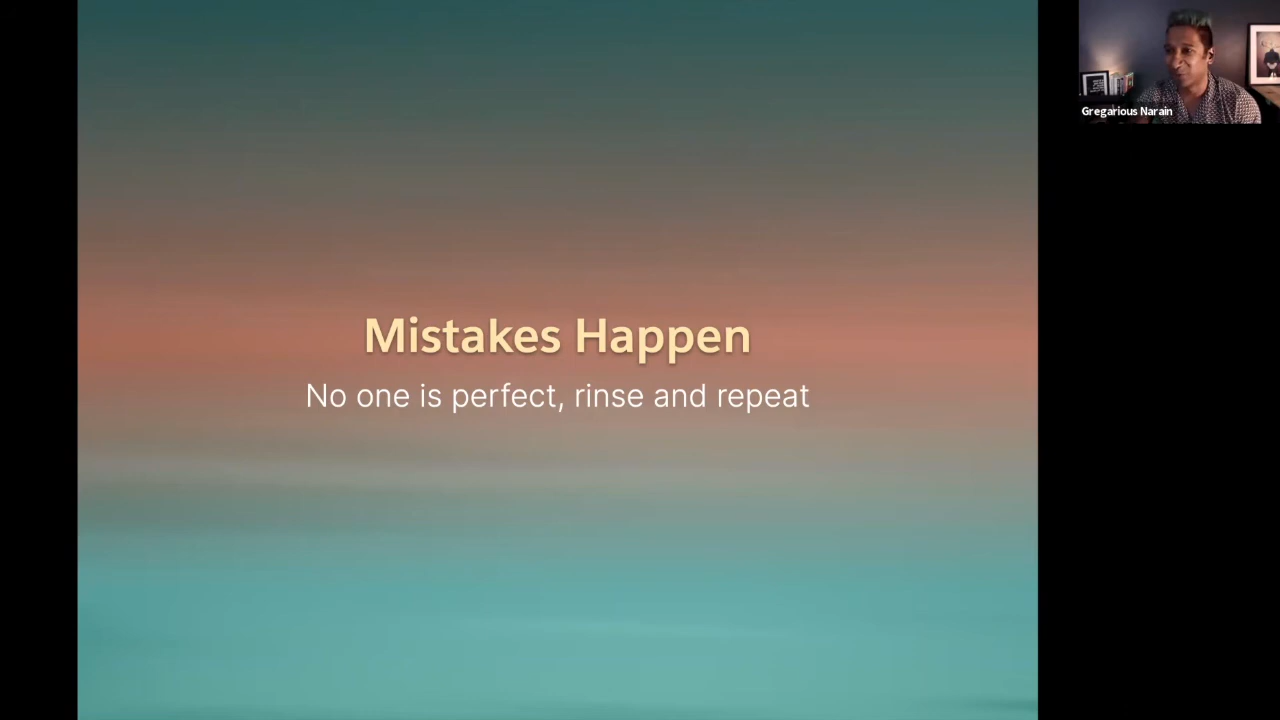 Mistakes Happen
No one is perfect, rinse and repeat
Gregarious Narain